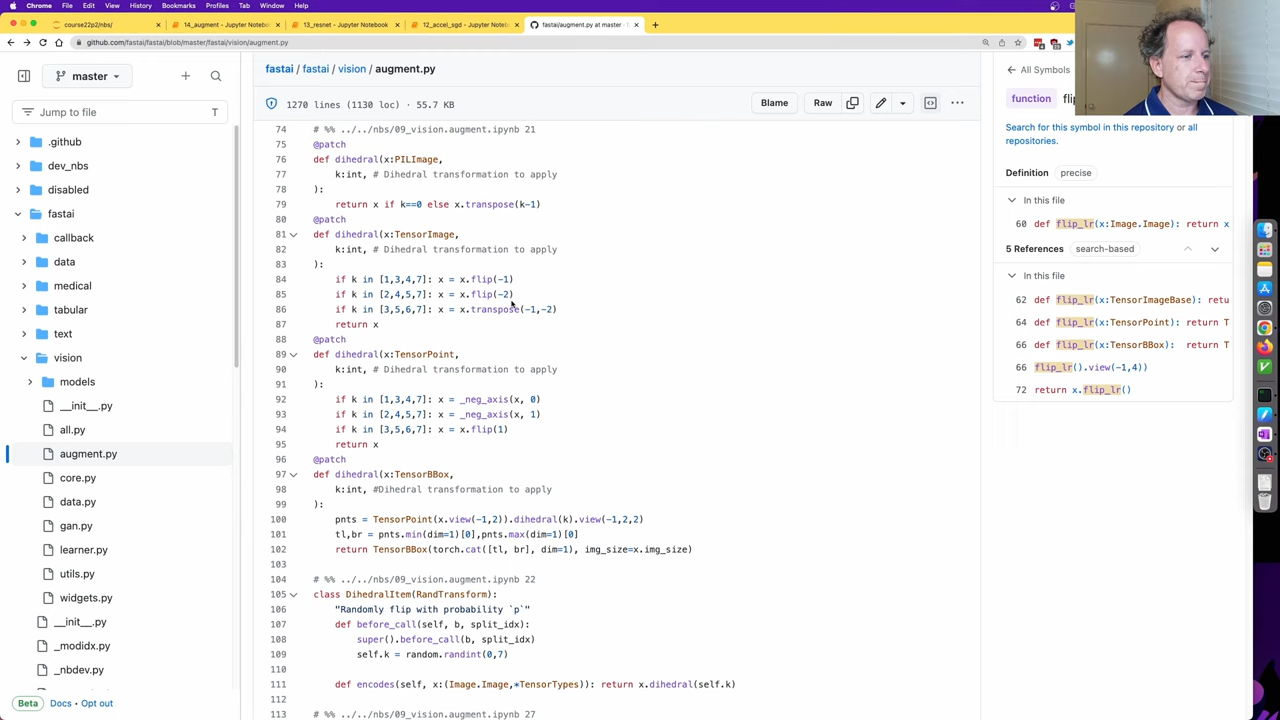 Chrome File Edit View History Bookmarks Profiles Tab Window Help
course22p2/nbs/
14_augment - Jupyter Notebook
13_resnet - Jupyter Notebook
12_accel_sgd - Jupyter Notebook
fastai/augment.py at master · f
github.com/fastai/fastai/blob/master/fastai/vision/augment.py
master
Jump to file T
.github
dev_nbs
disabled
fastai
callback
data
medical
tabular
text
vision
models
__init__.py
all.py
augment.py
core.py
data.py
gan.py
learner.py
utils.py
widgets.py
__init__.py
_modidx.py
_nbdev.py
Beta Docs • Opt out
fastai / fastai / vision / augment.py
1270 lines (1130 loc) · 55.7 KB
Blame
Raw
74 # %% ../../nbs/09_vision.augment.ipynb 21
75 @patch
76 def dihedral(x:PILImage,
77 k:int, # Dihedral transformation to apply
78 ):
79 return x if k==0 else x.transpose(k-1)
80 @patch
81 def dihedral(x:TensorImage,
82 k:int, # Dihedral transformation to apply
83 ):
84 if k in [1,3,4,7]: x = x.flip(-1)
85 if k in [2,4,5,7]: x = x.flip(-2)
86 if k in [3,5,6,7]: x = x.transpose(-1,-2)
87 return x
88 @patch
89 def dihedral(x:TensorPoint,
90 k:int, # Dihedral transformation to apply
91 ):
92 if k in [1,3,4,7]: x = _neg_axis(x, 0)
93 if k in [2,4,5,7]: x = _neg_axis(x, 1)
94 if k in [3,5,6,7]: x = x.flip(1)
95 return x
96 @patch
97 def dihedral(x:TensorBBox,
98 k:int, #Dihedral transformation to apply
99 ):
100 pnts = TensorPoint(x.view(-1,2)).dihedral(k).view(-1,2,2)
101 tl,br = pnts.min(dim=1)[0],pnts.max(dim=1)[0]
102 return TensorBBox(torch.cat([tl, br], dim=1), img_size=x.img_size)
103
104 # %% ../../nbs/09_vision.augment.ipynb 22
105 class DihedralItem(RandTransform):
106 "Randomly flip with probability `p`"
107 def before_call(self, b, split_idx):
108 super().before_call(b, split_idx)
109 self.k = random.randint(0,7)
110
111 def encodes(self, x:(Image.Image,*TensorTypes)): return x.dihedral(self.k)
112
113 # %% ../../nbs/09_vision.augment.ipynb 27
All Symbols
function
Search for this symbol in this repository or all
repositories.
Definition precise
In this file
60 def flip_lr(x:Image.Image): return x
5 References search-based
In this file
62 def flip_lr(x:TensorImageBase): retu
64 def flip_lr(x:TensorPoint): return T
66 def flip_lr(x:TensorBBox): return T
66 flip_lr().view(-1,4))
72 return x.flip_lr()